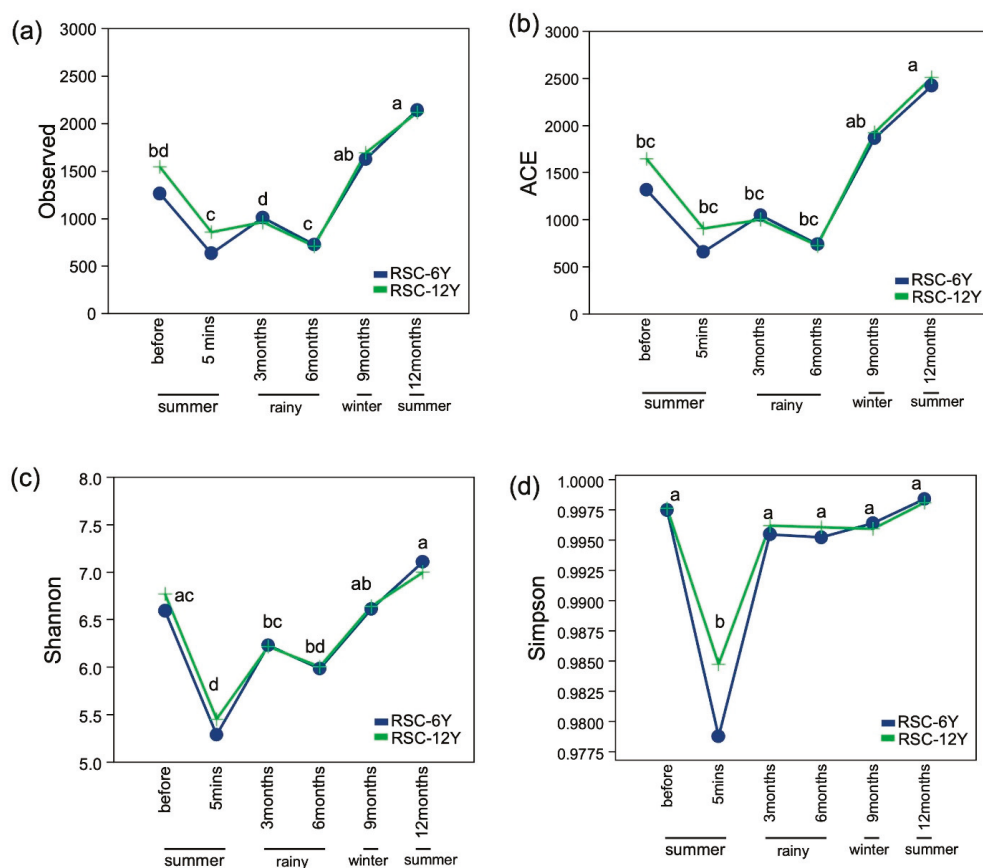 (a)
Observed
3000
2500
2000
1500
1000
500
0
bd
c
d
c
ab
a
RSC-6Y
RSC-12Y
before
5 mins
3months
6months
9months
12months
summer
rainy
winter
summer
(b)
ACE
3000
2500
2000
1500
1000
500
0
bc
bc
bc
bc
ab
a
RSC-6Y
RSC-12Y
before
5mins
3months
6months
9months
12months
summer
rainy
winter
summer
(c)
Shannon
8.0
7.5
7.0
6.5
6.0
5.5
5.0
ac
d
bc
bd
ab
a
RSC-6Y
RSC-12Y
before
5mins
3months
6months
9months
12months
summer
rainy
winter
summer
(d)
Simpson
1.0000
0.9975
0.9950
0.9900
0.9875
0.9850
0.9825
0.9800
0.9775
a
b
a
a
a
a
RSC-6Y
RSC-12Y
before
5mins
3months
6months
9months
12months
summer
rainy
winter
summer